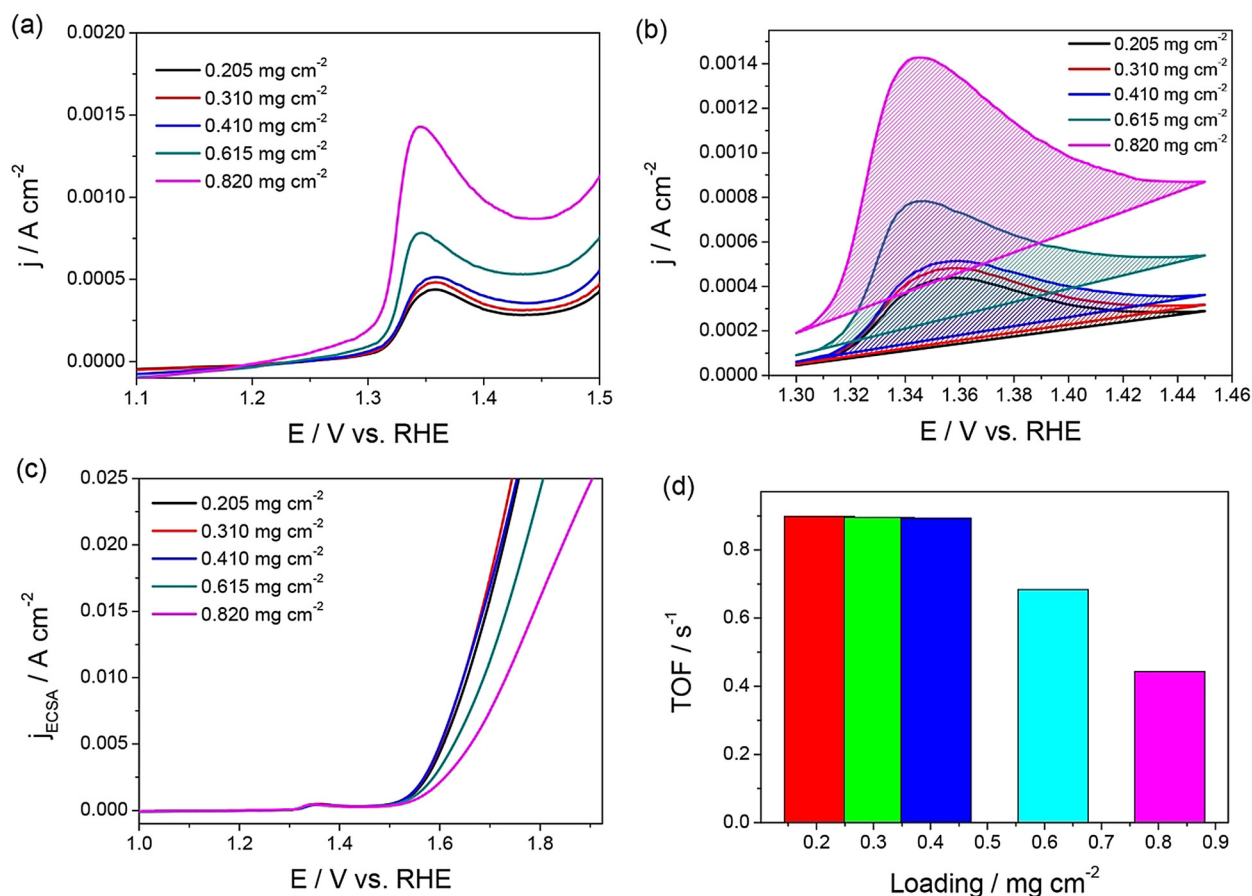 (a)
0.0020
0.0015
0.0010
0.0005
0.0000
j / A cm⁻²
0.205 mg cm⁻²
0.310 mg cm⁻²
0.410 mg cm⁻²
0.615 mg cm⁻²
0.820 mg cm⁻²
1.1 1.2 1.3 1.4 1.5
E / V vs. RHE
(b)
0.0014
0.0012
0.0010
0.0008
0.0006
0.0004
0.0002
0.0000
j / A cm⁻²
0.205 mg cm⁻²
0.310 mg cm⁻²
0.410 mg cm⁻²
0.615 mg cm⁻²
0.820 mg cm⁻²
1.30 1.32 1.34 1.36 1.38 1.40 1.42 1.44 1.46
E / V vs. RHE
(c)
0.025
0.020
0.015
0.010
0.005
0.000
j_ECSA / A cm⁻²
0.205 mg cm⁻²
0.310 mg cm⁻²
0.410 mg cm⁻²
0.615 mg cm⁻²
0.820 mg cm⁻²
1.0 1.2 1.4 1.6 1.8
E / V vs. RHE
(d)
0.8
0.6
0.4
0.2
0.0
TOF / s⁻¹
0.2 0.3 0.4 0.5 0.6 0.7 0.8 0.9
Loading / mg cm⁻²